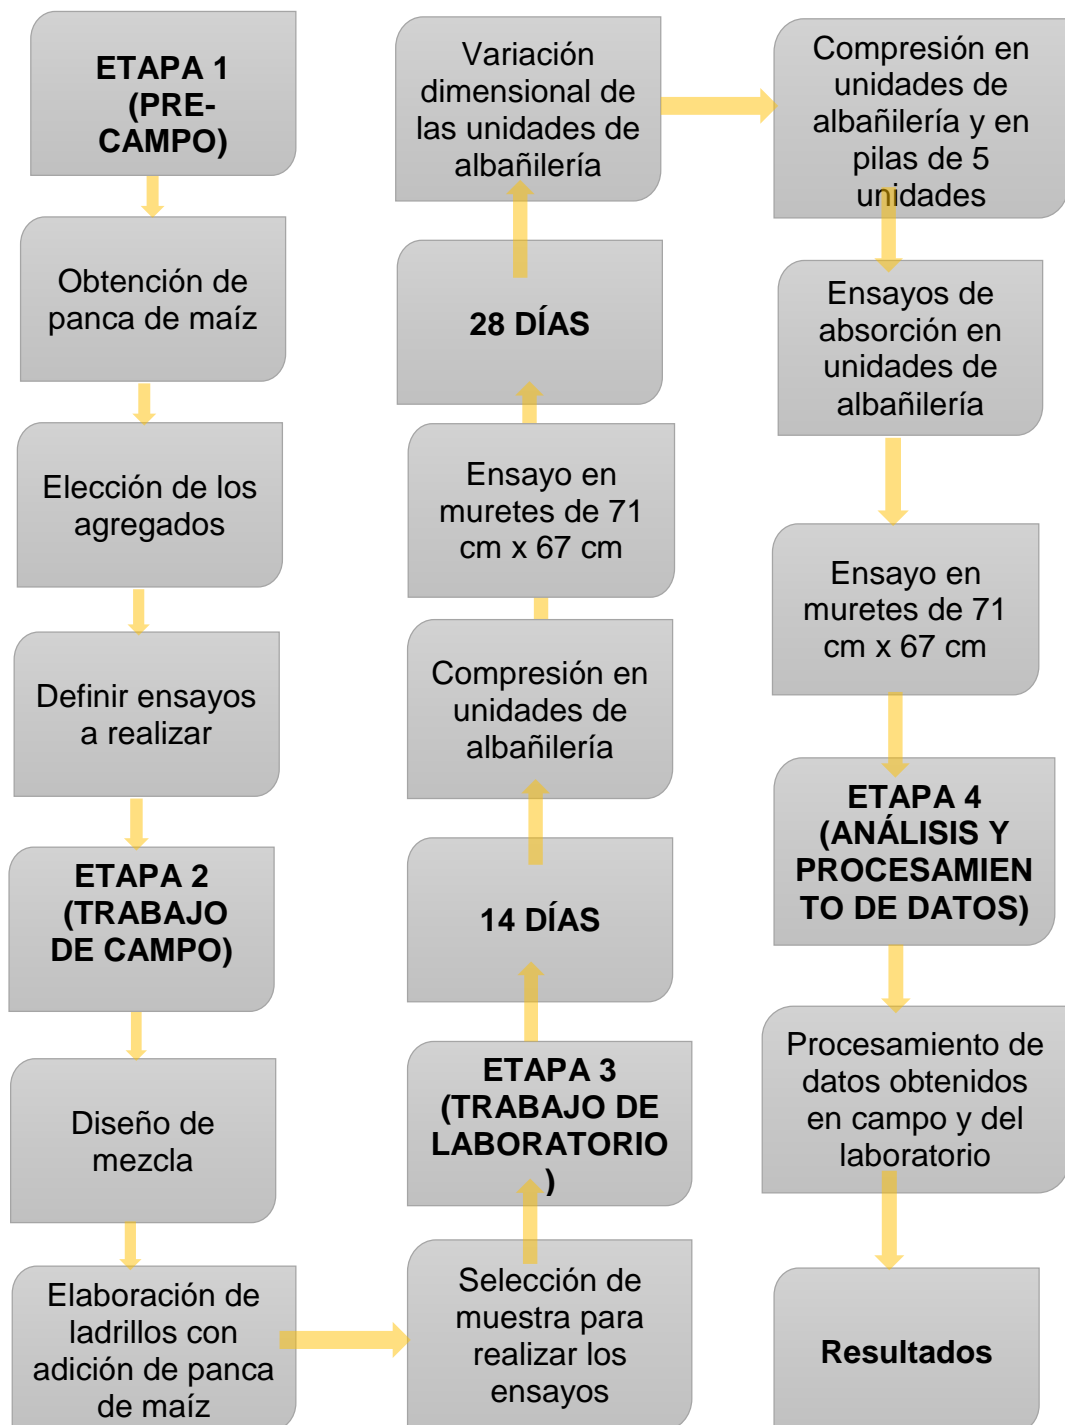 ETAPA 1
(PRE-
CAMPO)
Obtención de
panca de maíz
Elección de los
agregados
Definir ensayos
a realizar
ETAPA 2
(TRABAJO
DE CAMPO)
Diseño de
mezcla
Elaboración de
ladrillos con
adición de panca
de maíz
Selección de
muestra para
realizar los
ensayos
ETAPA 3
(TRABAJO DE
LABORATORIO
)
14 DÍAS
Compresión en
unidades de
albañilería
Ensayo en
muretes de 71
cm x 67 cm
28 DÍAS
Variación
dimensional de
las unidades de
albañilería
Compresión en
unidades de
albañilería y en
pilas de 5
unidades
Ensayos de
absorción en
unidades de
albañilería
Ensayo en
muretes de 71
cm x 67 cm
ETAPA 4
(ANÁLISIS Y
PROCESAMIEN
TO DE DATOS)
Procesamiento de
datos obtenidos
en campo y del
laboratorio
Resultados